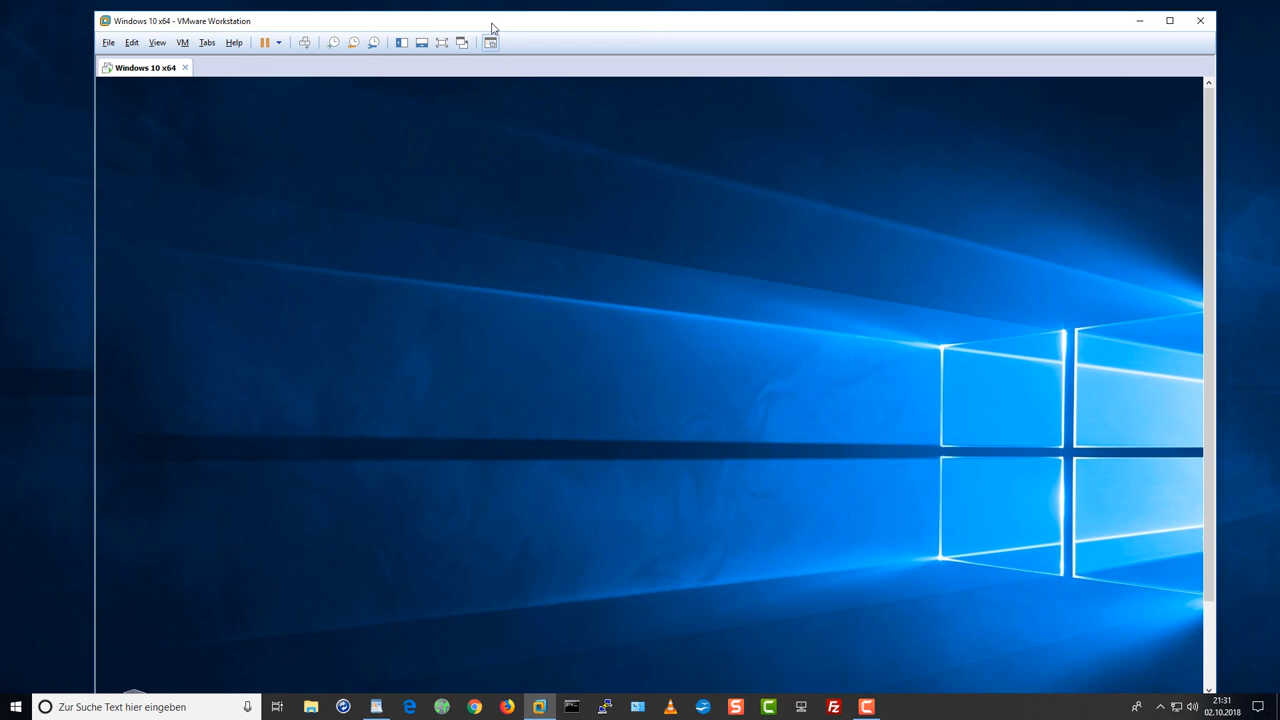 Windows 10 x64 - VMware Workstation
File Edit View VM Tabs Help
Windows 10 x64
Zur Suche Text hier eingeben
21:31
02.10.2018